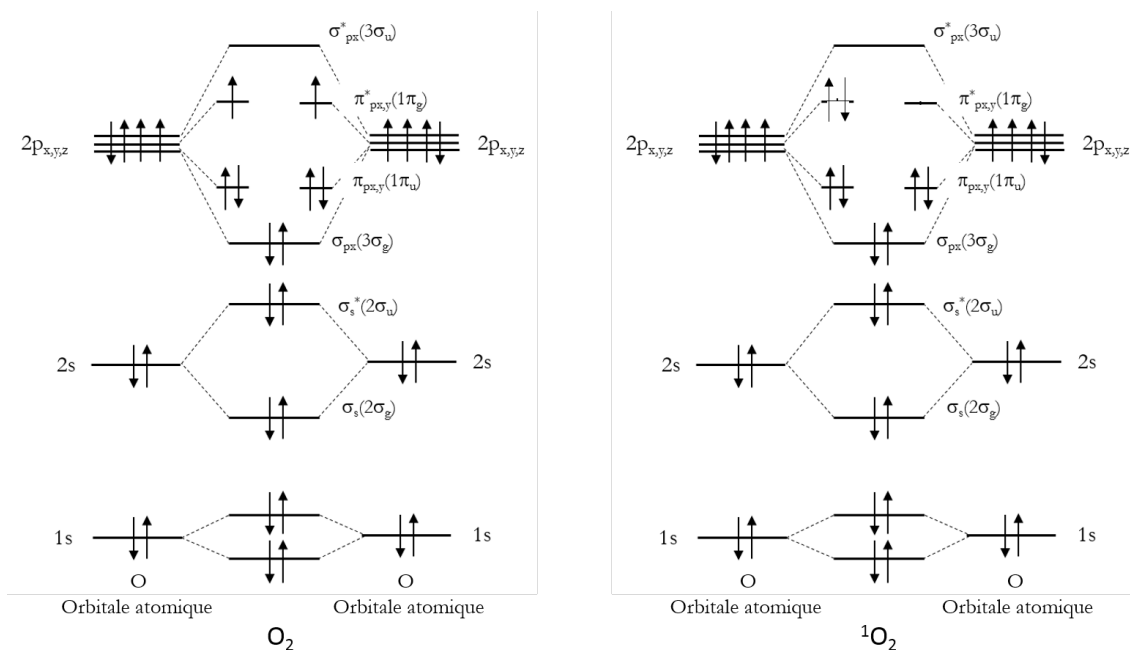 σ*px(3σu)
π*px,y(1πg)
2px,y,z
2px,y,z
πpx,y(1πu)
σpx(3σg)
σs*(2σu)
2s
2s
σs(2σg)
1s
1s
O
O
Orbitale atomique
Orbitale atomique
O2
σ*px(3σu)
π*px,y(1πg)
2px,y,z
2px,y,z
πpx,y(1πu)
σpx(3σg)
σs*(2σu)
2s
2s
σs(2σg)
1s
1s
O
O
Orbitale atomique
Orbitale atomique
1O2